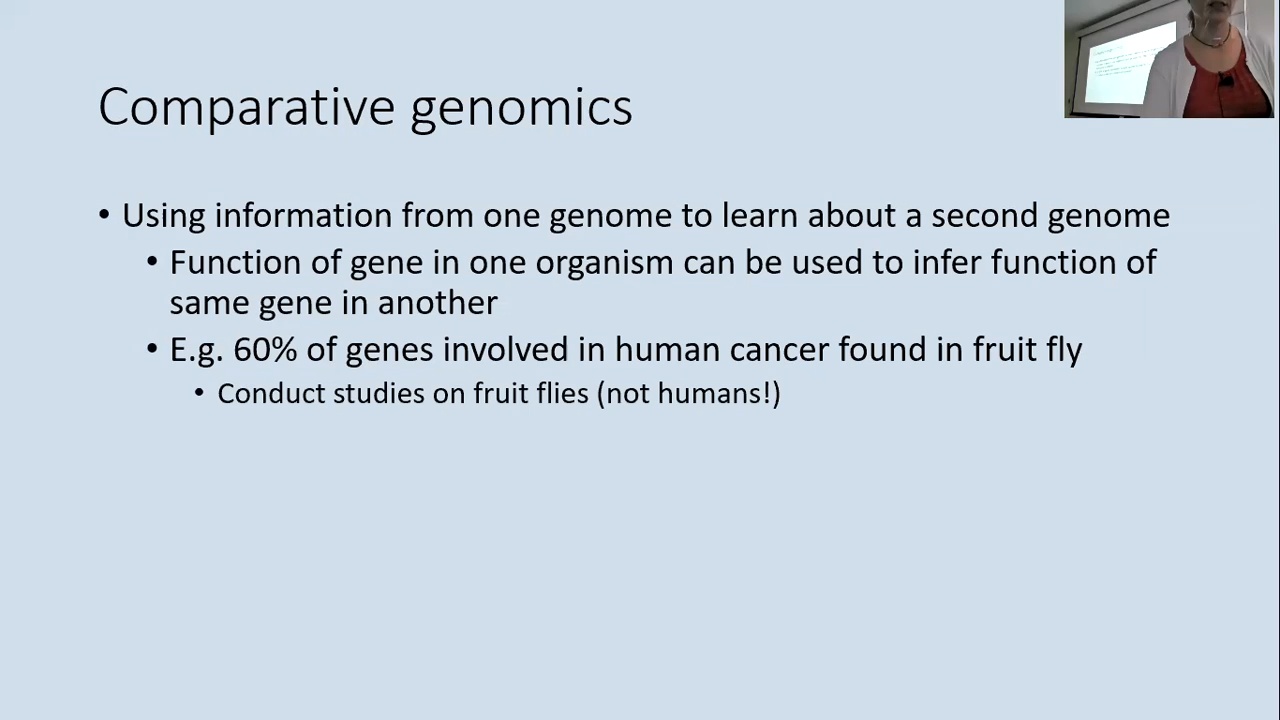 Comparative genomics
• Using information from one genome to learn about a second genome
• Function of gene in one organism can be used to infer function of
same gene in another
• E.g. 60% of genes involved in human cancer found in fruit fly
• Conduct studies on fruit flies (not humans!)